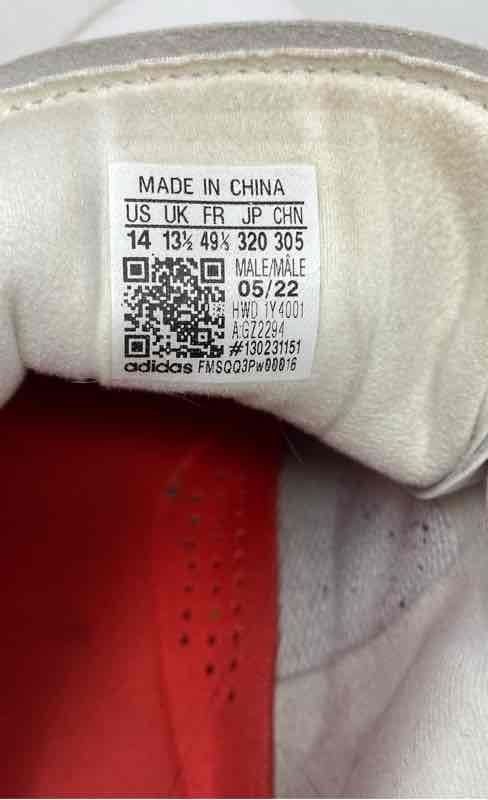 MADE IN CHINA
US UK FR JP CHN
14 13½ 49⅓ 320 305
MALE/MÂLE
05/22
HWD 1Y4001
A:GZ2294
#130231151
adidas FMSQQ3Pw00016